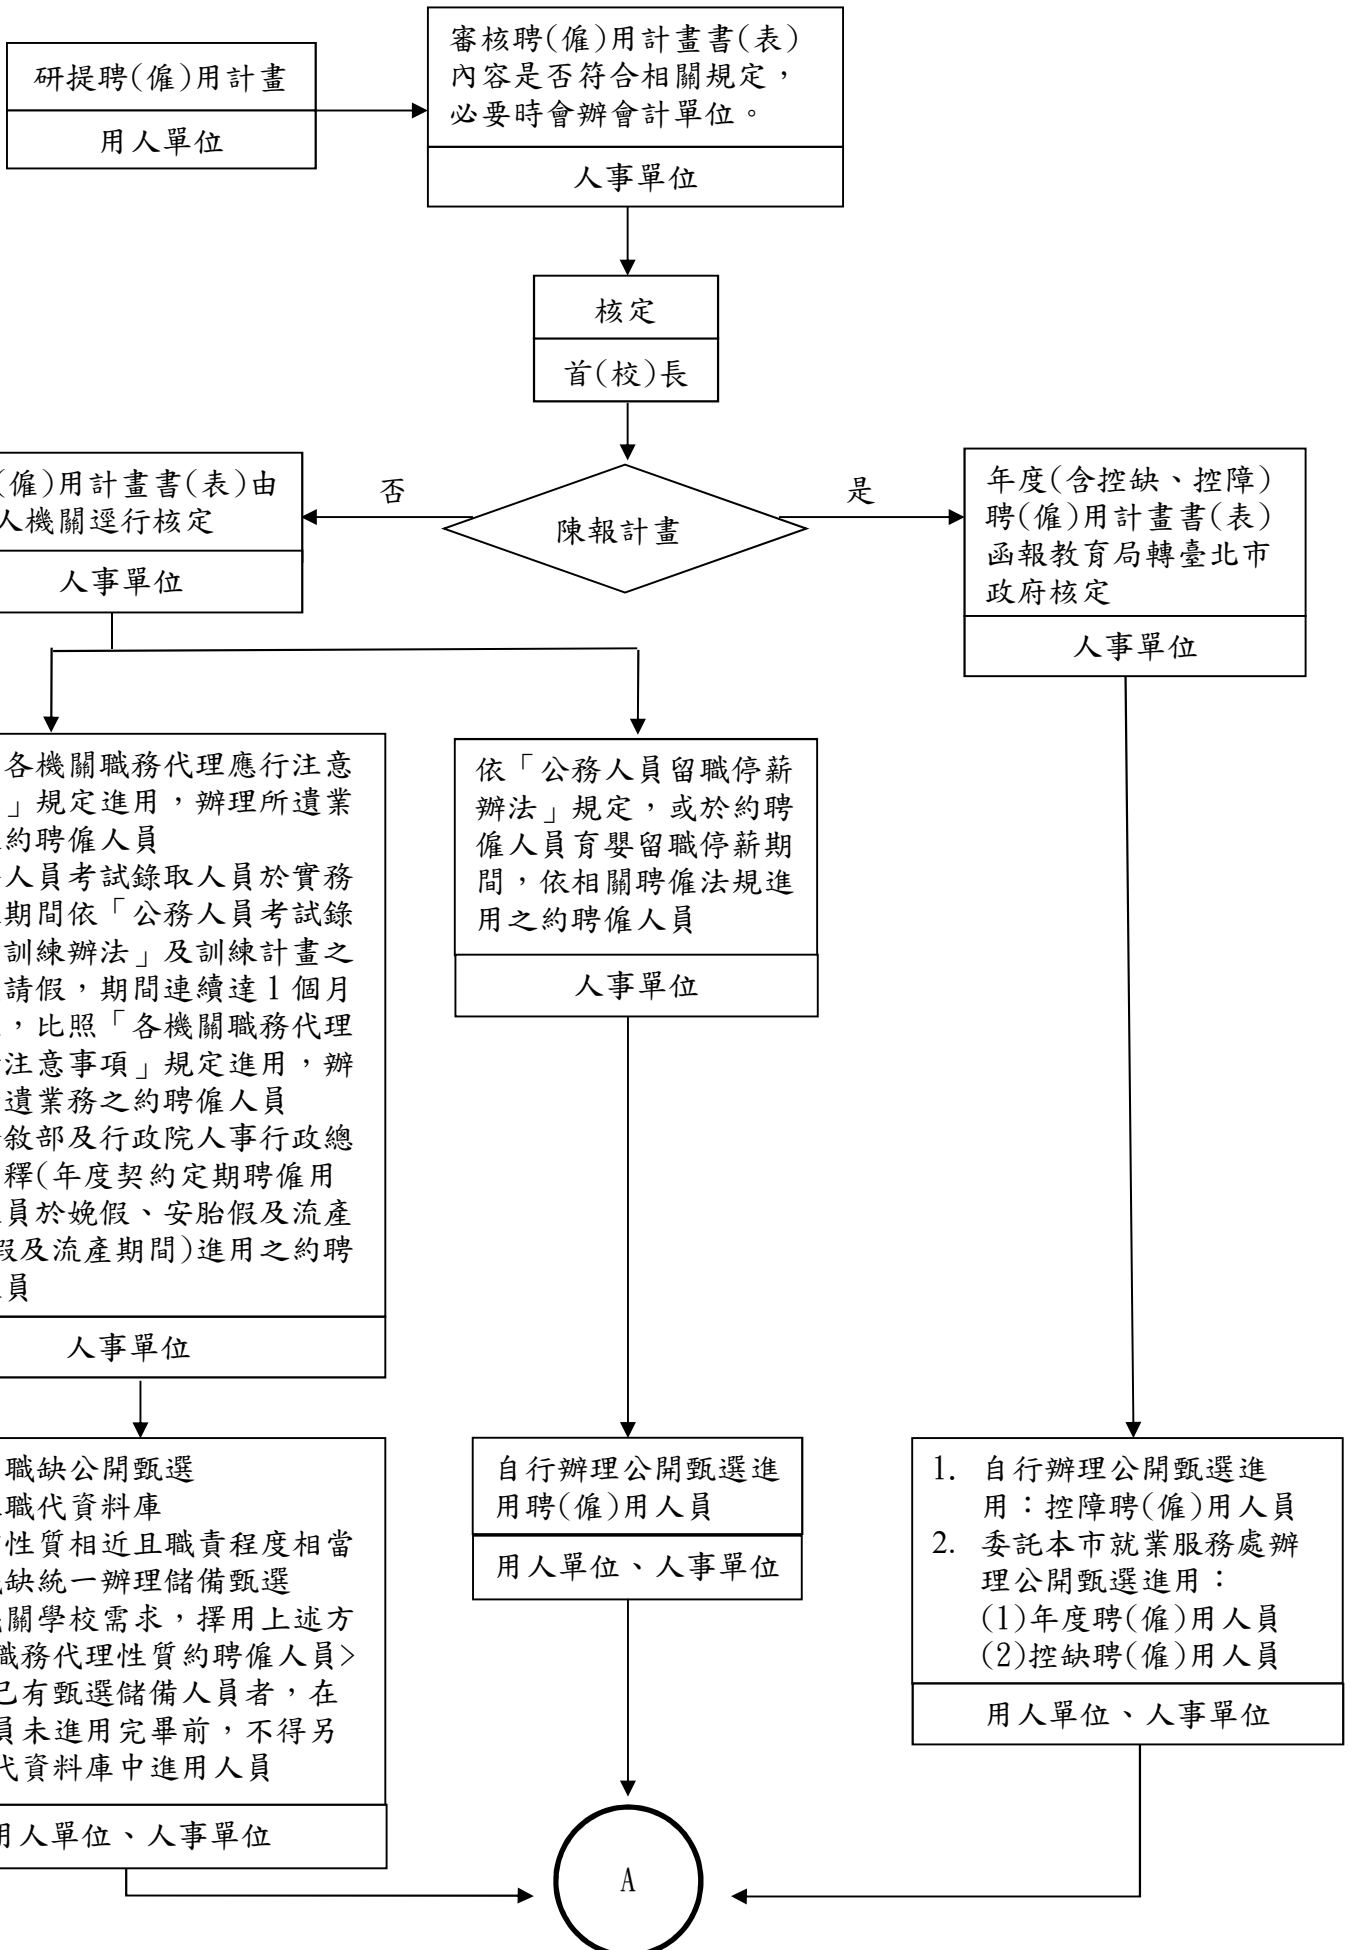 研提聘(僱)用計畫
用人單位
審核聘(僱)用計畫書(表)
內容是否符合相關規定，
必要時會辦會計單位。
人事單位
核定
首(校)長
陳報計畫
否
是
(僱)用計畫書(表)由
人機關逕行核定
人事單位
年度(含控缺、控障)
聘(僱)用計畫書(表)
函報教育局轉臺北市
政府核定
人事單位
各機關職務代理應行注意
」規定進用，辦理所遺業
約聘僱人員
人員考試錄取人員於實務
期間依「公務人員考試錄
訓練辦法」及訓練計畫之
請假，期間連續達1個月
，比照「各機關職務代理
注意事項」規定進用，辦
遺業務之約聘僱人員
敘部及行政院人事行政總
釋(年度契約定期聘僱用
員於娩假、安胎假及流產
假及流產期間)進用之約聘
員
人事單位
依「公務人員留職停薪
辦法」規定，或於約聘
僱人員育嬰留職停薪期
間，依相關聘僱法規進
用之約聘僱人員
人事單位
職缺公開甄選
職代資料庫
性質相近且職責程度相當
缺統一辦理儲備甄選
關學校需求，擇用上述方
職務代理性質約聘僱人員>
已有甄選儲備人員者，在
員未進用完畢前，不得另
代資料庫中進用人員
用人單位、人事單位
自行辦理公開甄選進
用聘(僱)用人員
用人單位、人事單位
1. 自行辦理公開甄選進
用：控障聘(僱)用人員
2. 委託本市就業服務處辦
理公開甄選進用：
(1)年度聘(僱)用人員
(2)控缺聘(僱)用人員
用人單位、人事單位
A